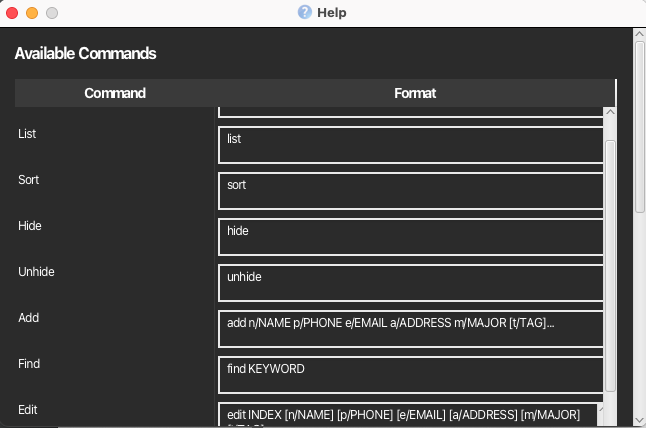 Help
Available Commands
Command Format
List list
Sort sort
Hide hide
Unhide unhide
Add add n/NAME p/PHONE e/EMAIL a/ADDRESS m/MAJOR [t/TAG]...
Find find KEYWORD
Edit edit INDEX [n/NAME] [p/PHONE] [e/EMAIL] [a/ADDRESS] [m/MAJOR]